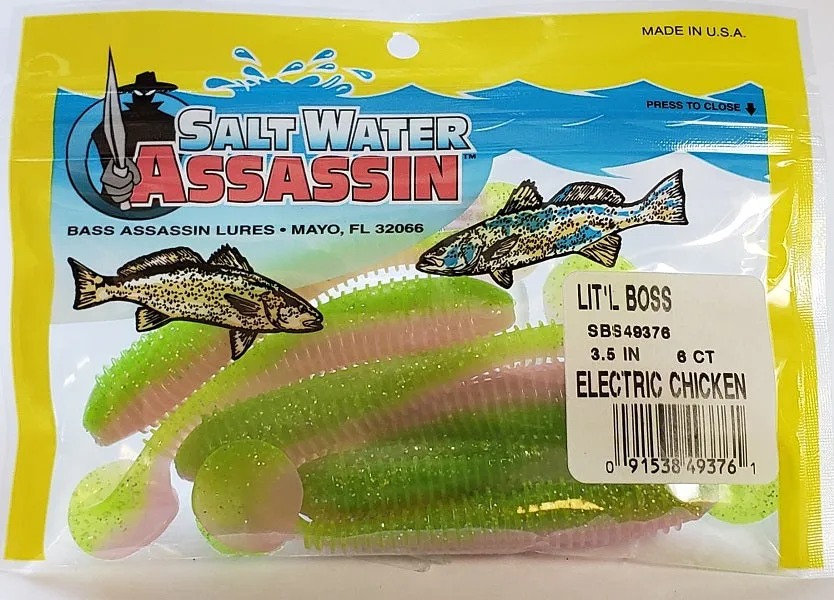 MADE IN U.S.A.
PRESS TO CLOSE
SALT WATER
ASSASSIN™
BASS ASSASSIN LURES • MAYO, FL 32066
LIT'L BOSS
SBS49376
3.5 IN 6 CT
ELECTRIC CHICKEN
0 91538 49376 1